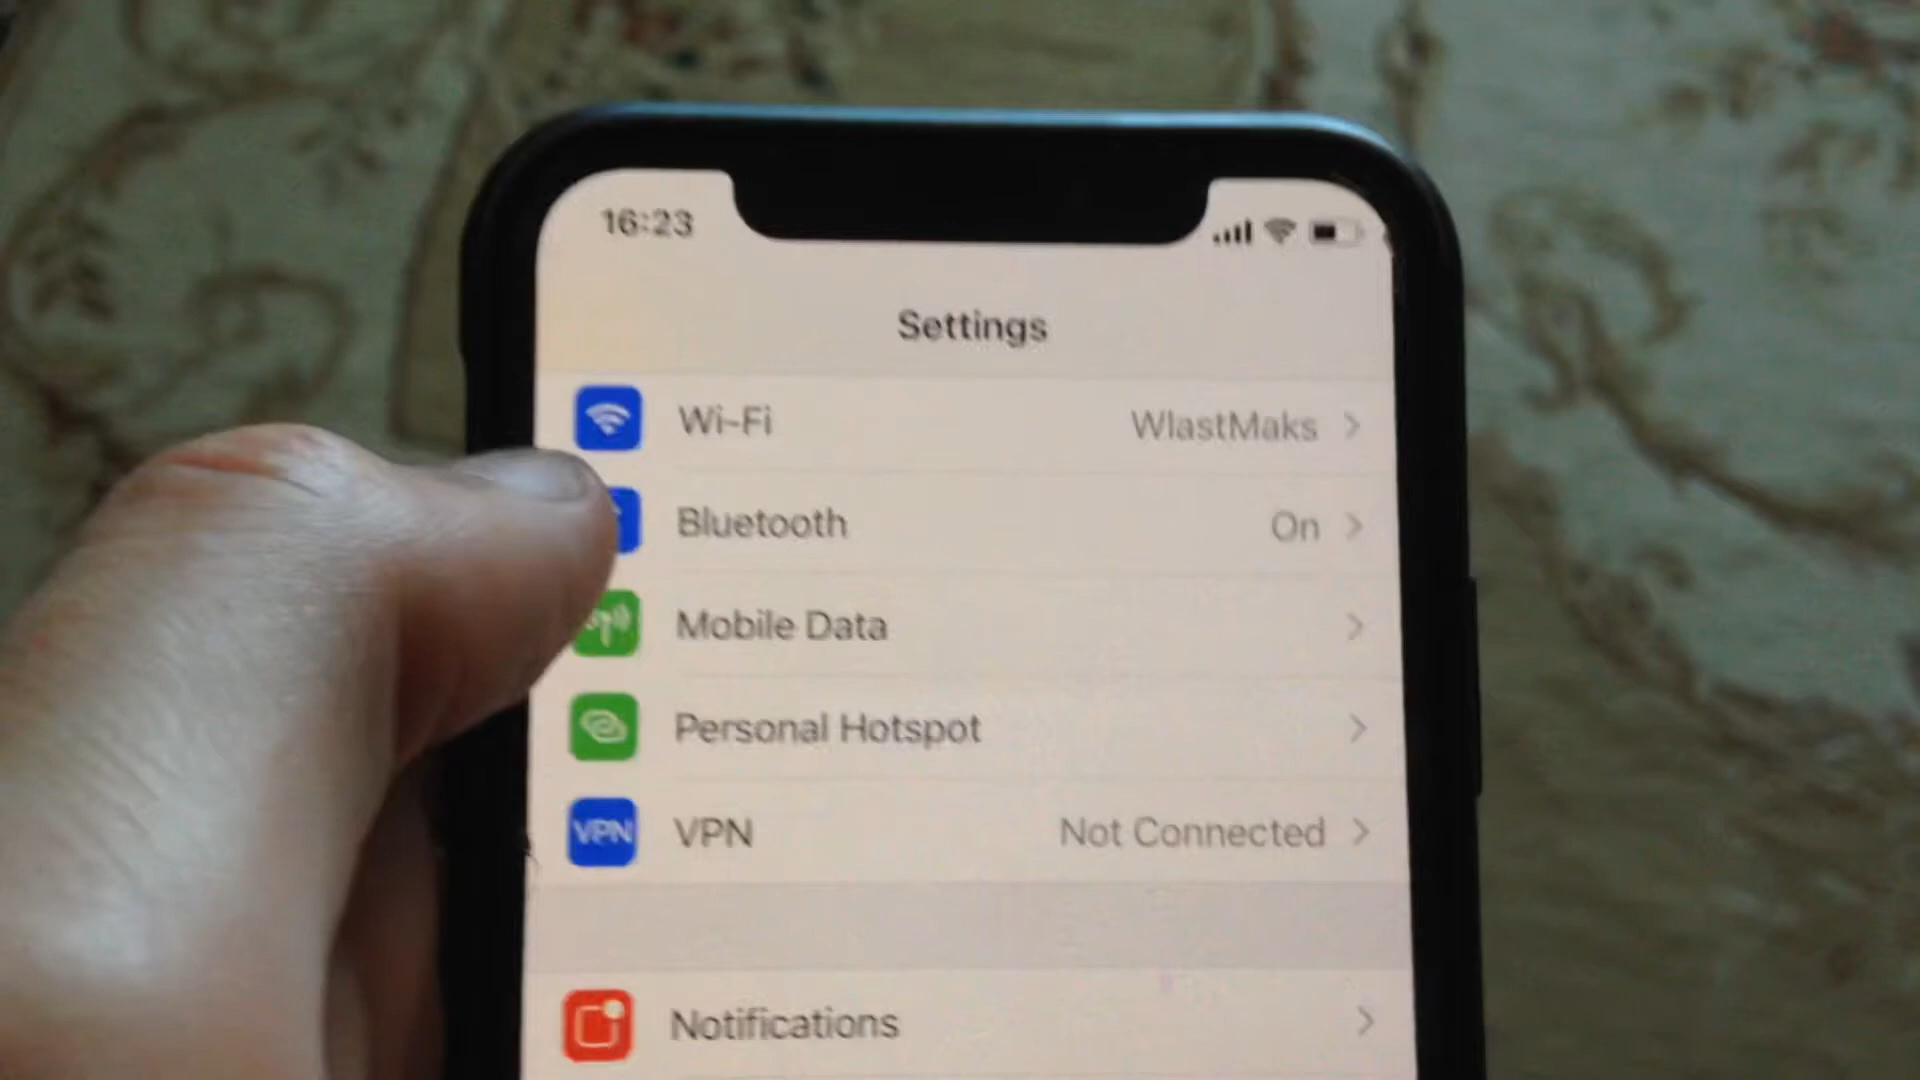 16:23
Settings
Wi-Fi WlastMaks
Bluetooth On
Mobile Data
Personal Hotspot
VPN VPN Not Connected
Notifications